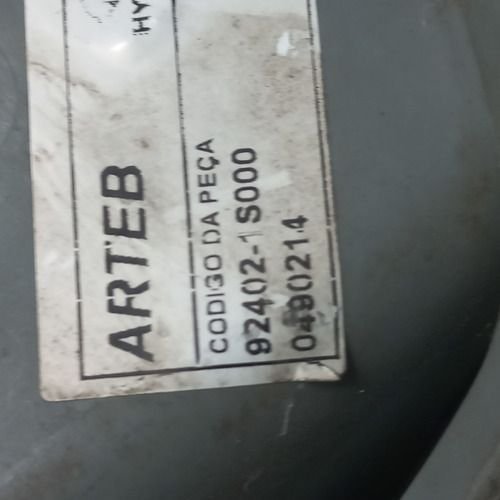 HY
ARTEB
CODIGO DA PEÇA
92402-1S000
0490214